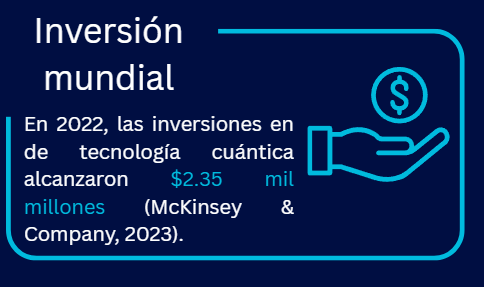 Inversión
mundial
En 2022, las inversiones en
de tecnología cuántica
alcanzaron $2.35 mil
millones (McKinsey &
Company, 2023).
$